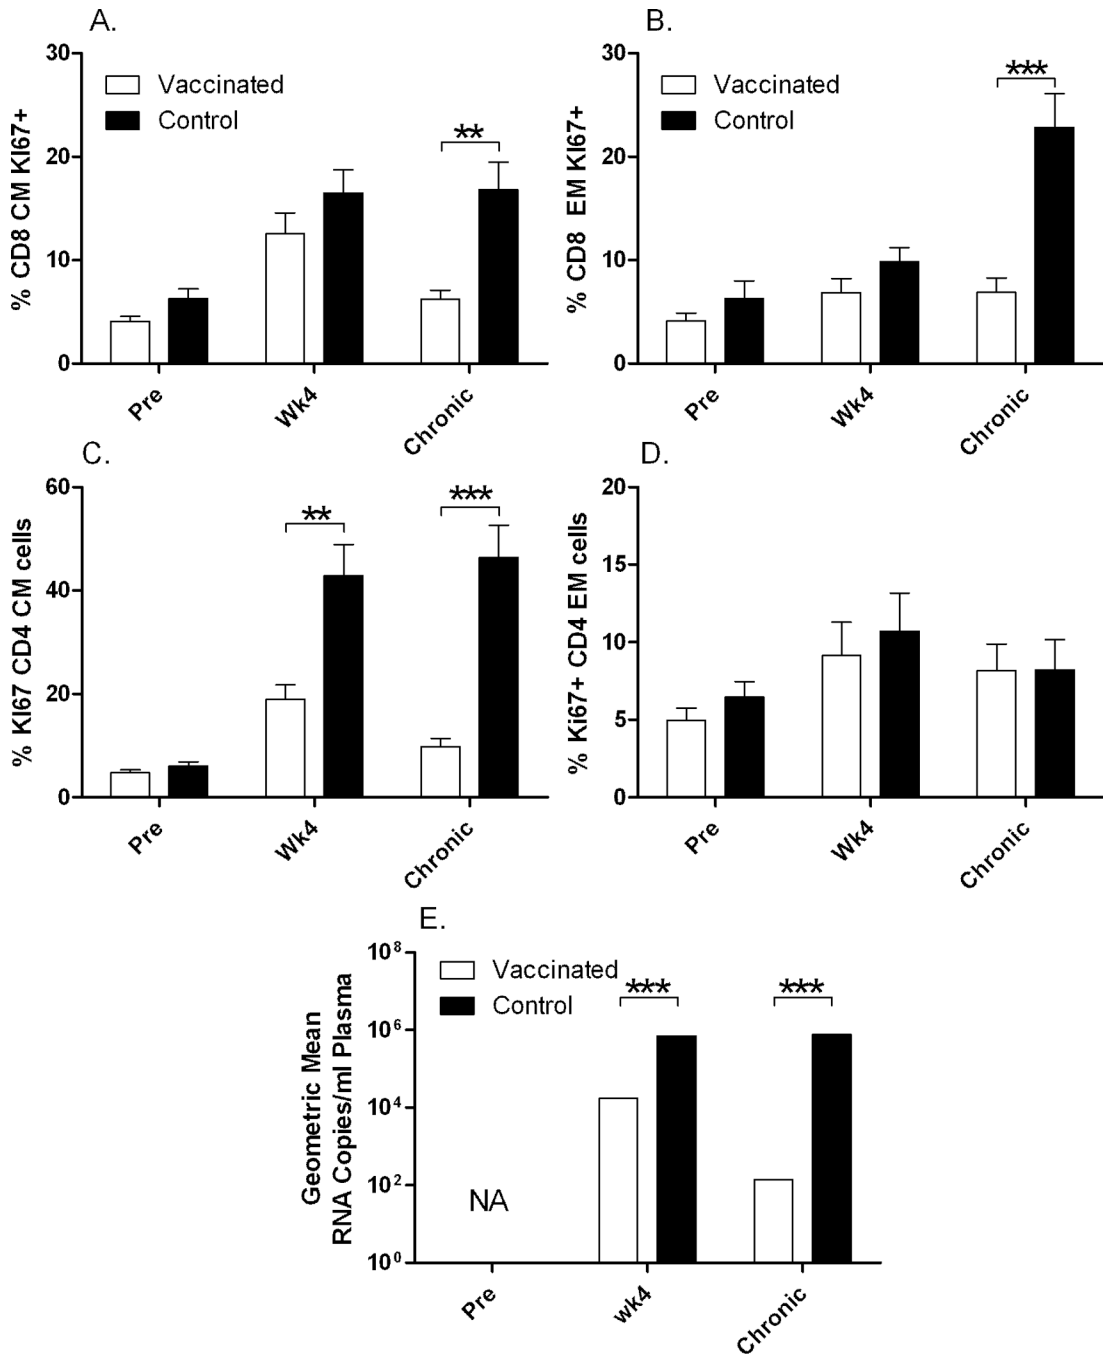 A.
30
20
10
0
% CD8 CM KI67+
Vaccinated
Control
**
Pre
Wk4
Chronic
B.
30
20
10
0
% CD8 EM KI67+
Vaccinated
Control
***
Pre
Wk4
Chronic
C.
60
40
20
0
% KI67 CD4 CM cells
**
***
Pre
Wk4
Chronic
D.
20
15
10
5
0
% Ki67+ CD4 EM cells
Pre
Wk4
Chronic
E.
10⁸
10⁶
10⁴
10²
10⁰
Geometric Mean
RNA Copies/ml Plasma
Vaccinated
Control
***
***
NA
Pre
wk4
Chronic